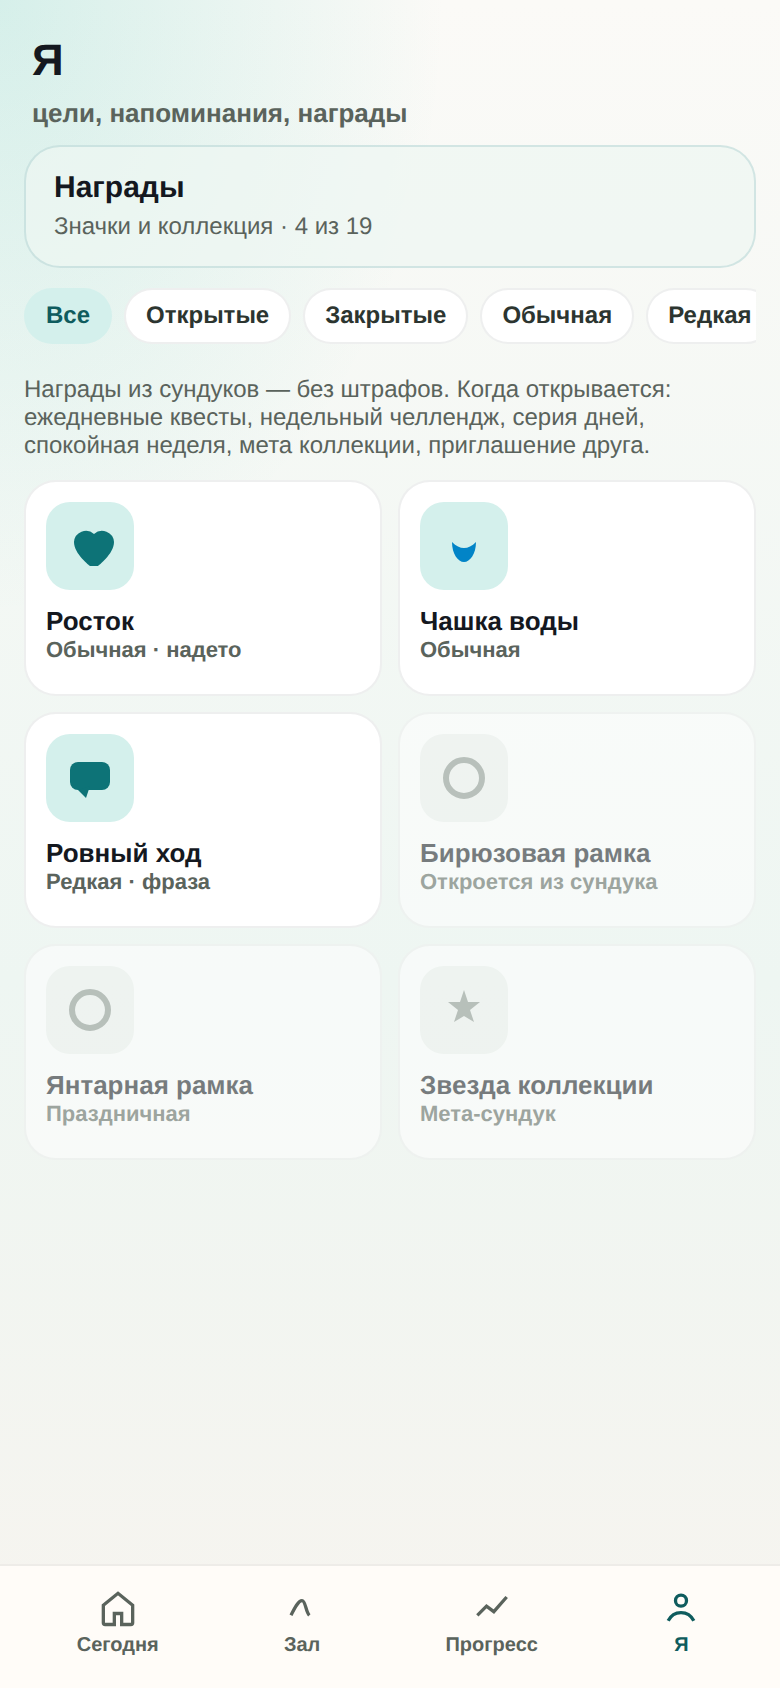 Я
цели, напоминания, награды
Награды
Значки и коллекция · 4 из 19
Все
Открытые
Закрытые
Обычная
Редкая
Награды из сундуков — без штрафов. Когда открывается:
ежедневные квесты, недельный челлендж, серия дней,
спокойная неделя, мета коллекции, приглашение друга.
Росток
Обычная · надето
Чашка воды
Обычная
Ровный ход
Редкая · фраза
Бирюзовая рамка
Откроется из сундука
Янтарная рамка
Праздничная
Звезда коллекции
Мета-сундук
Сегодня
Зал
Прогресс
Я